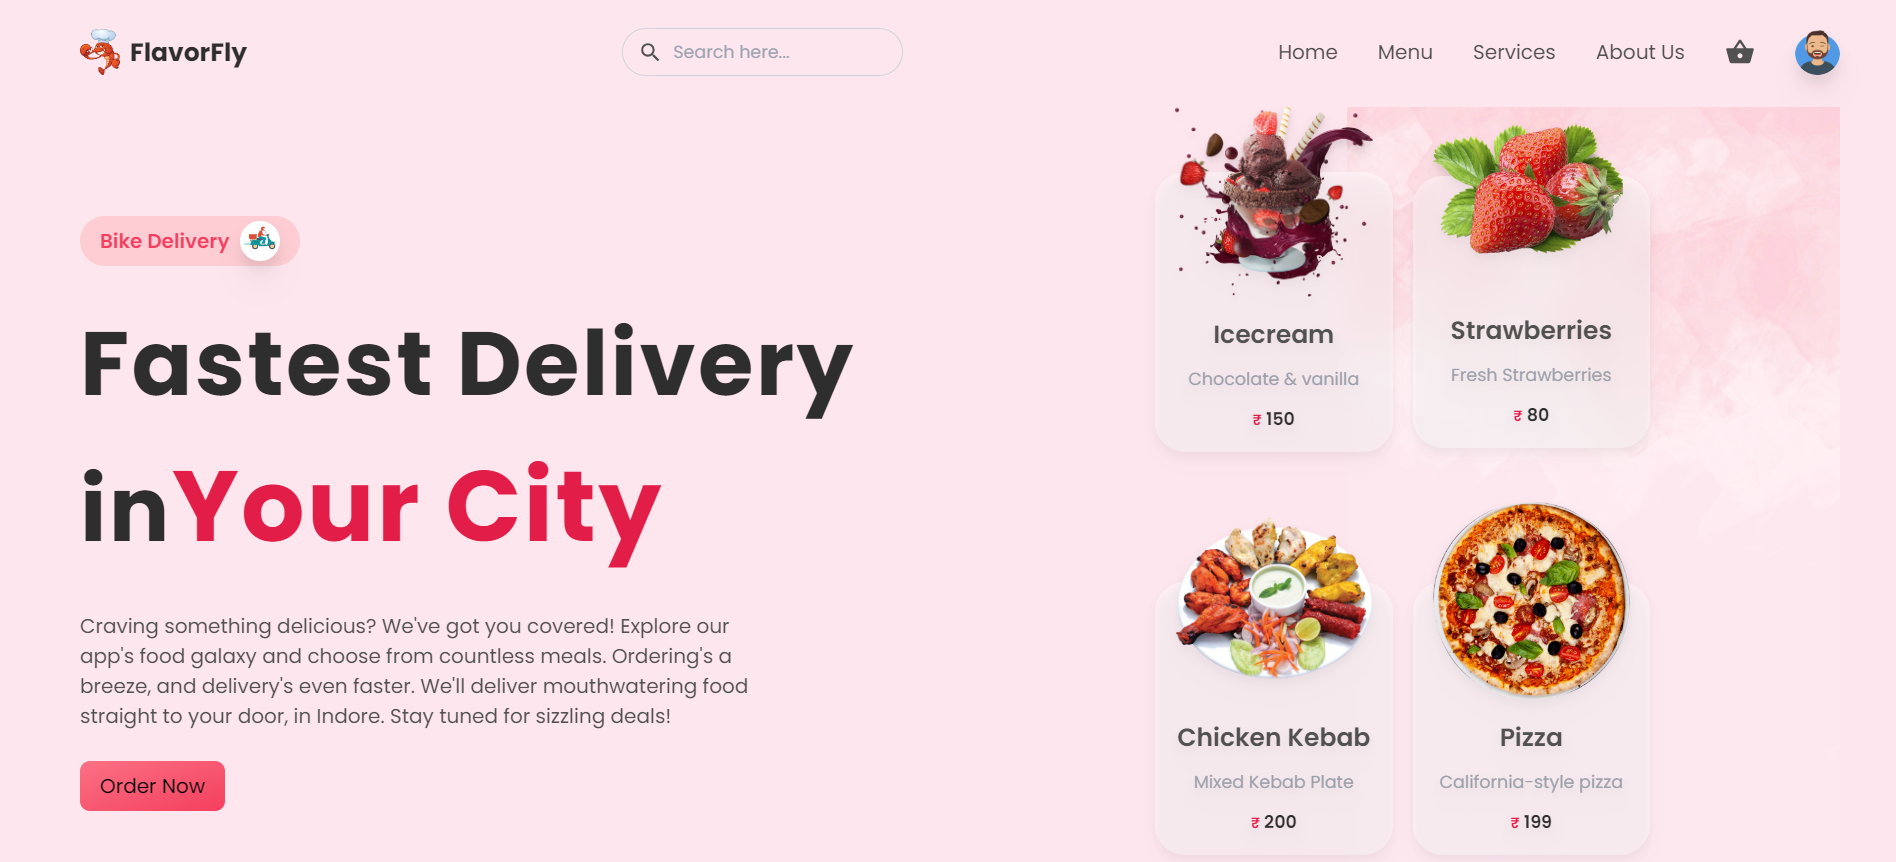 FlavorFly
Search here...
Home
Menu
Services
About Us
Bike Delivery
Fastest Delivery
inYour City
Craving something delicious? We've got you covered! Explore our
app's food galaxy and choose from countless meals. Ordering's a
breeze, and delivery's even faster. We'll deliver mouthwatering food
straight to your door, in Indore. Stay tuned for sizzling deals!
Order Now
Icecream
Chocolate & vanilla
₹ 150
Strawberries
Fresh Strawberries
₹ 80
Chicken Kebab
Mixed Kebab Plate
₹ 200
Pizza
California-style pizza
₹ 199